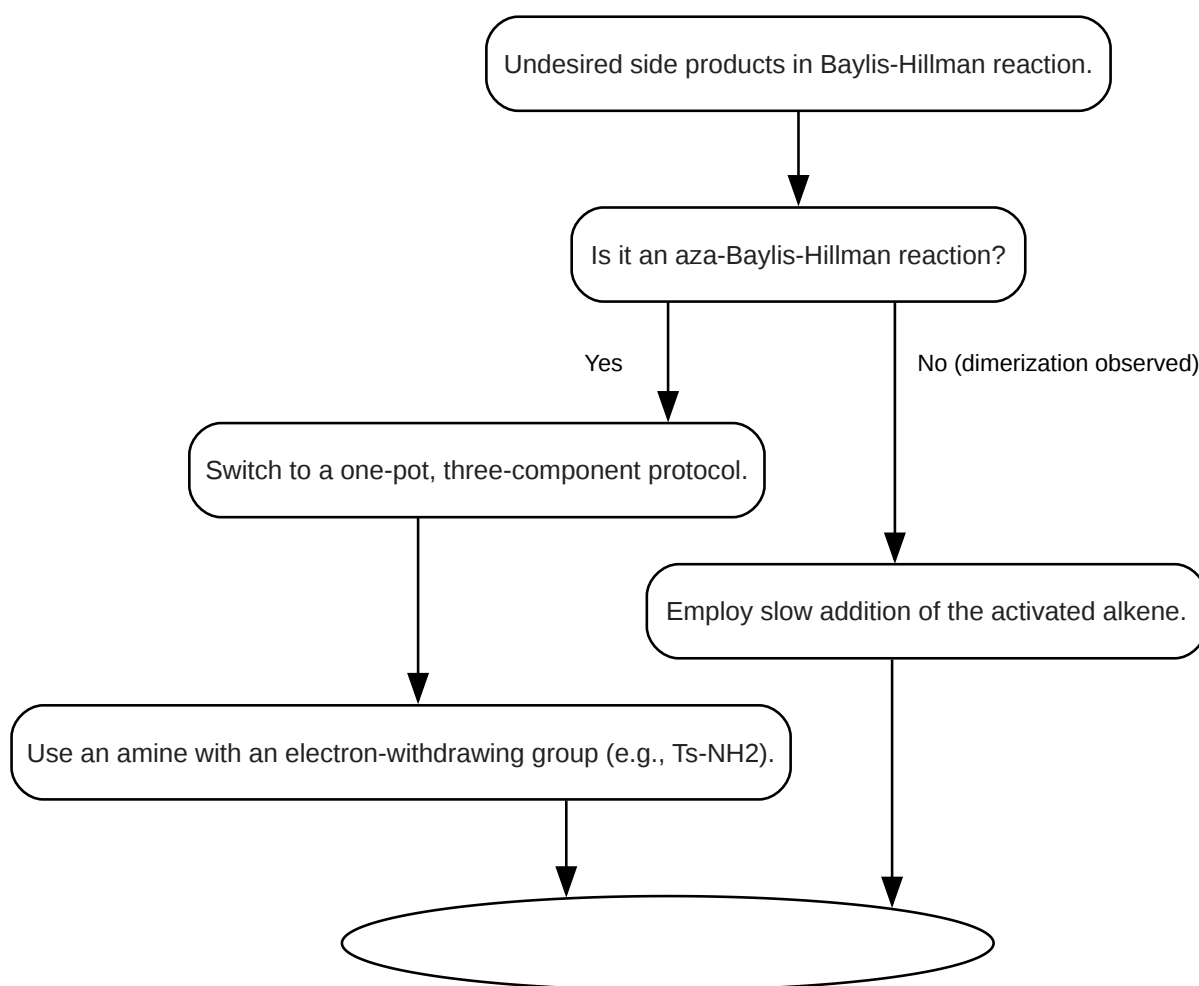 Undesired side products in Baylis-Hillman reaction.
Is it an aza-Baylis-Hillman reaction?
Yes
No (dimerization observed)
Switch to a one-pot, three-component protocol.
Employ slow addition of the activated alkene.
Use an amine with an electron-withdrawing group (e.g., Ts-NH2).